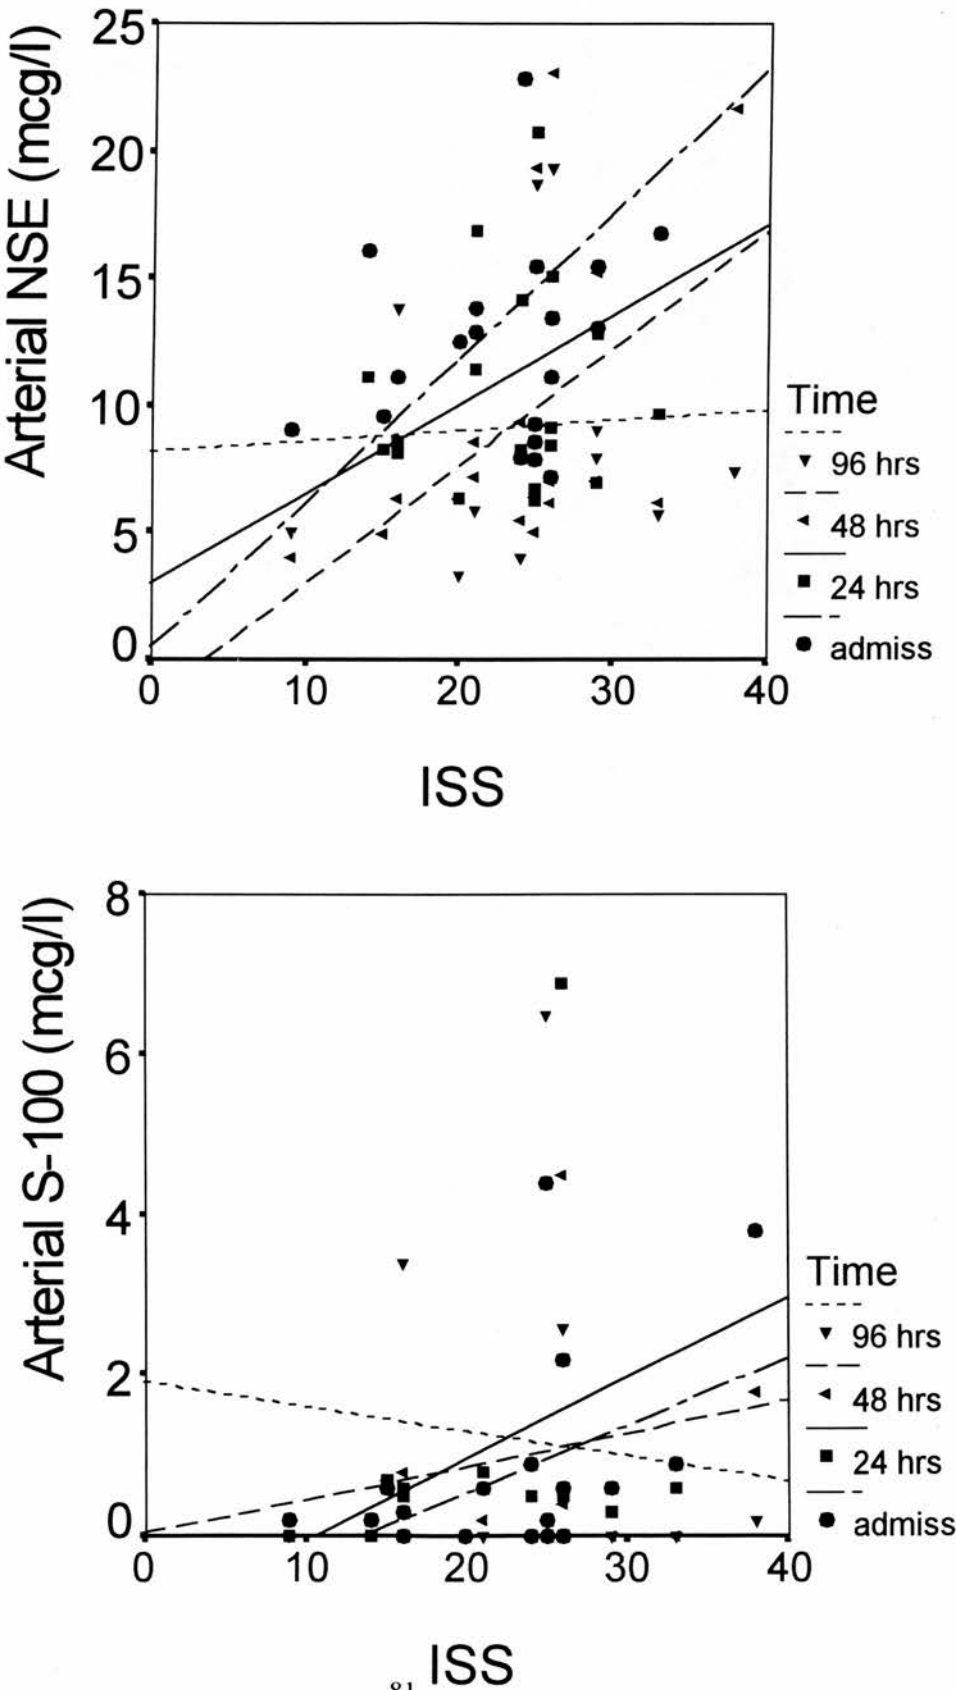 Arterial NSE (mcg/l)
25
20
15
10
5
0
0 10 20 30 40
ISS
Time
96 hrs
48 hrs
24 hrs
admiss
Arterial S-100 (mcg/l)
8
6
4
2
0
0 10 20 30 40
ISS
Time
96 hrs
48 hrs
24 hrs
admiss
81